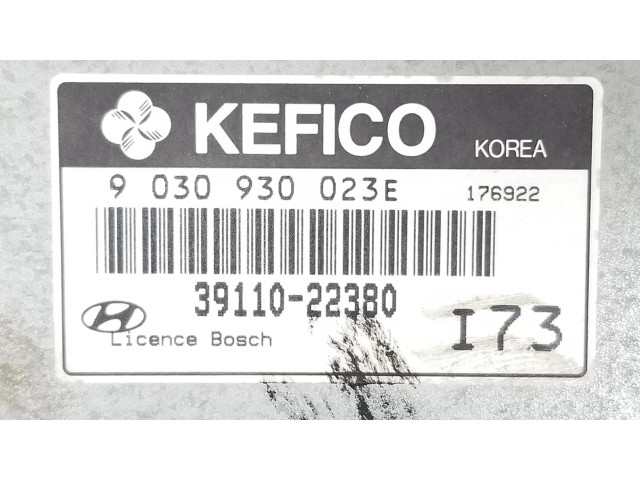 KEFICO KOREA
9 030 930 023E 176922
39110-22380
Licence Bosch I73